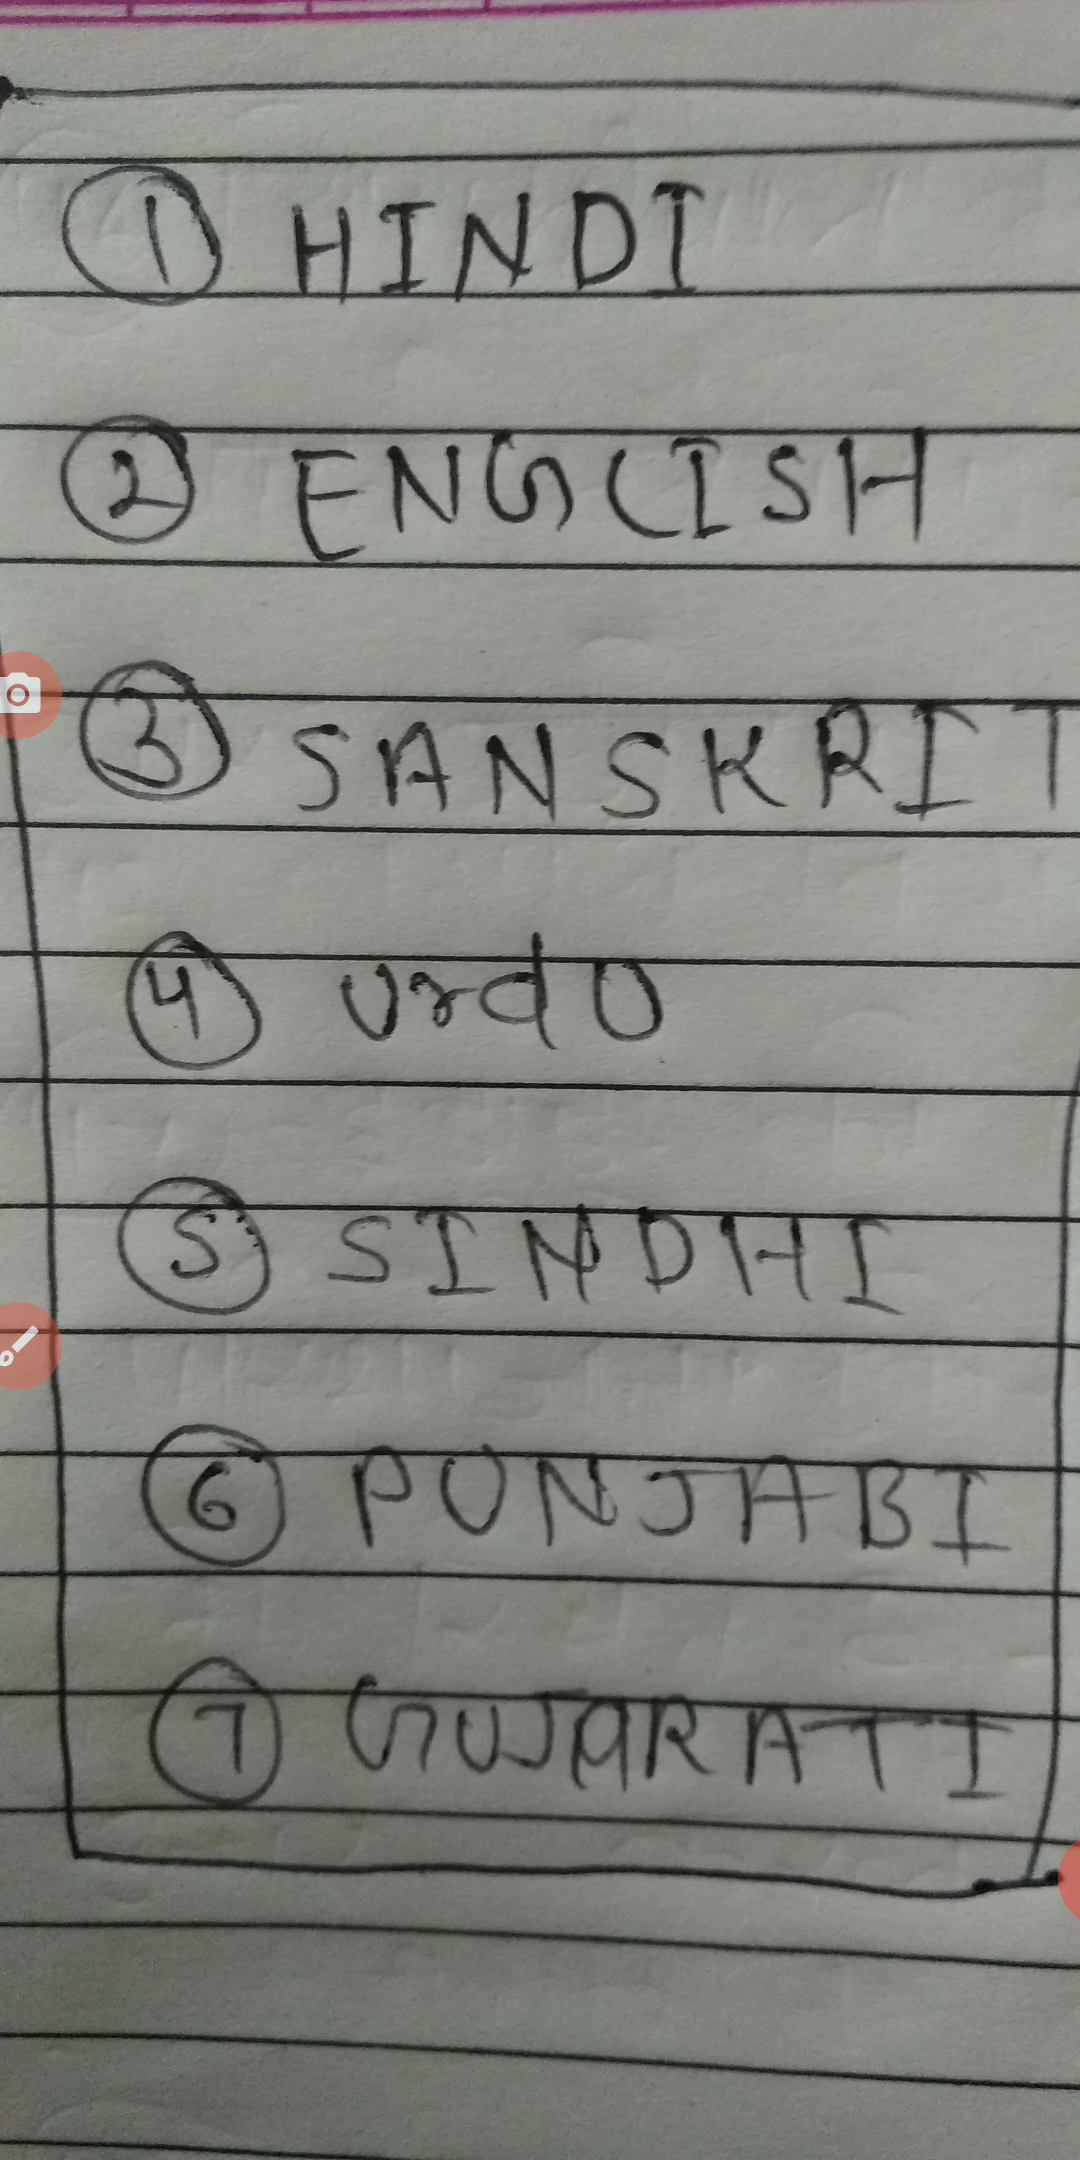 1 HINDI
2 ENGLISH
3 SANSKRIT
4 Urdu
5 SINDHI
6 PUNJABI
7 GUJARATI